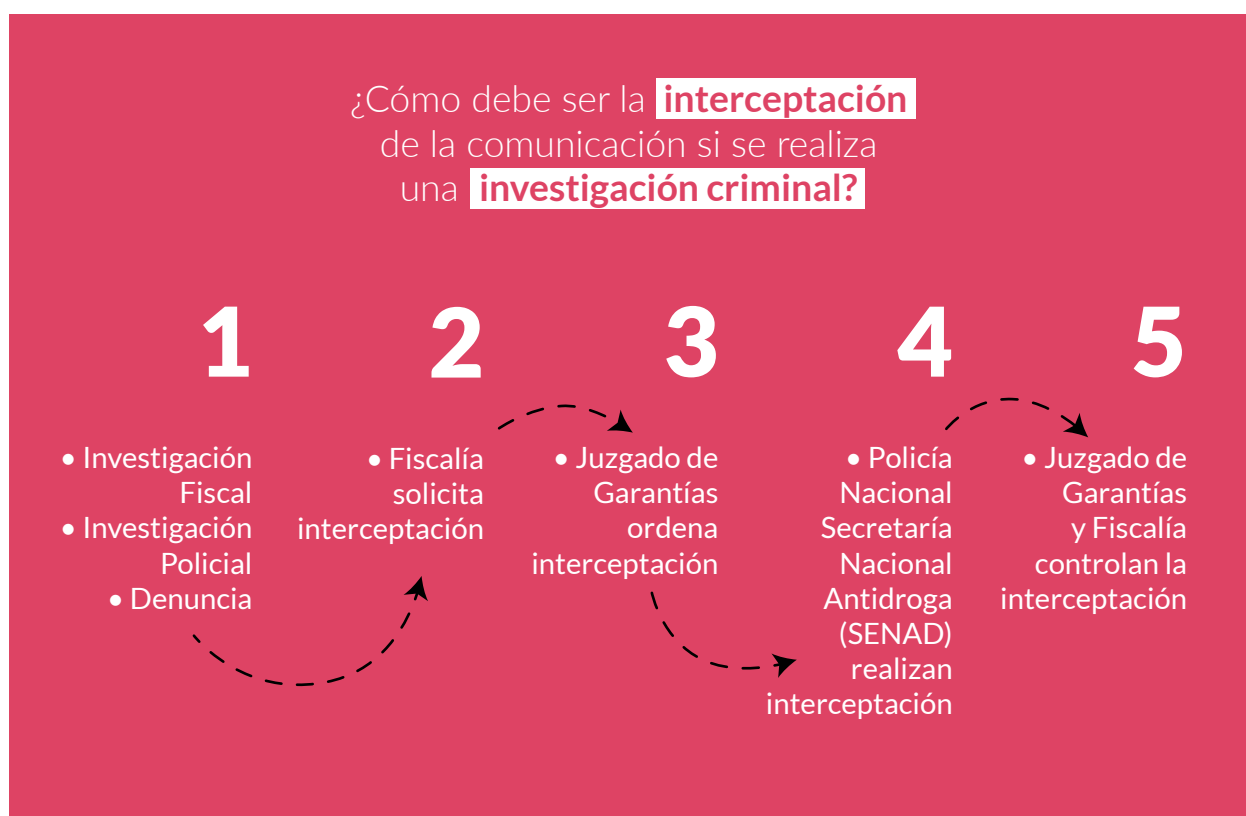 ¿Cómo debe ser la interceptación
de la comunicación si se realiza
una investigación criminal?
1
• Investigación
Fiscal
• Investigación
Policial
• Denuncia
2
• Fiscalía
solicita
interceptación
3
• Juzgado de
Garantías
ordena
interceptación
4
• Policía
Nacional
Secretaría
Nacional
Antidroga
(SENAD)
realizan
interceptación
5
• Juzgado de
Garantías
y Fiscalía
controlan la
interceptación